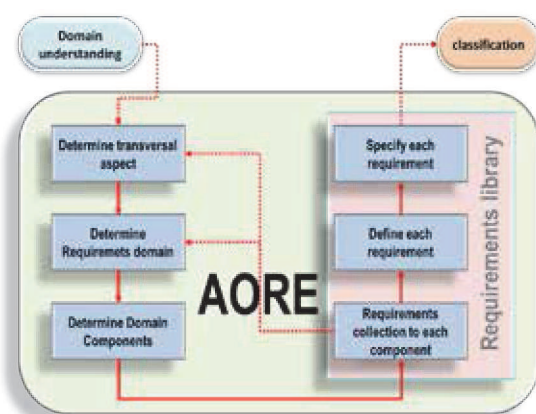 Domain
understanding
classification
Determine transversal
aspect
Determine
Requiremets domain
Determine Domain
Components
AORE
Specify each
requirement
Define each
requirement
Requirements
collection to each
component
Requirements library